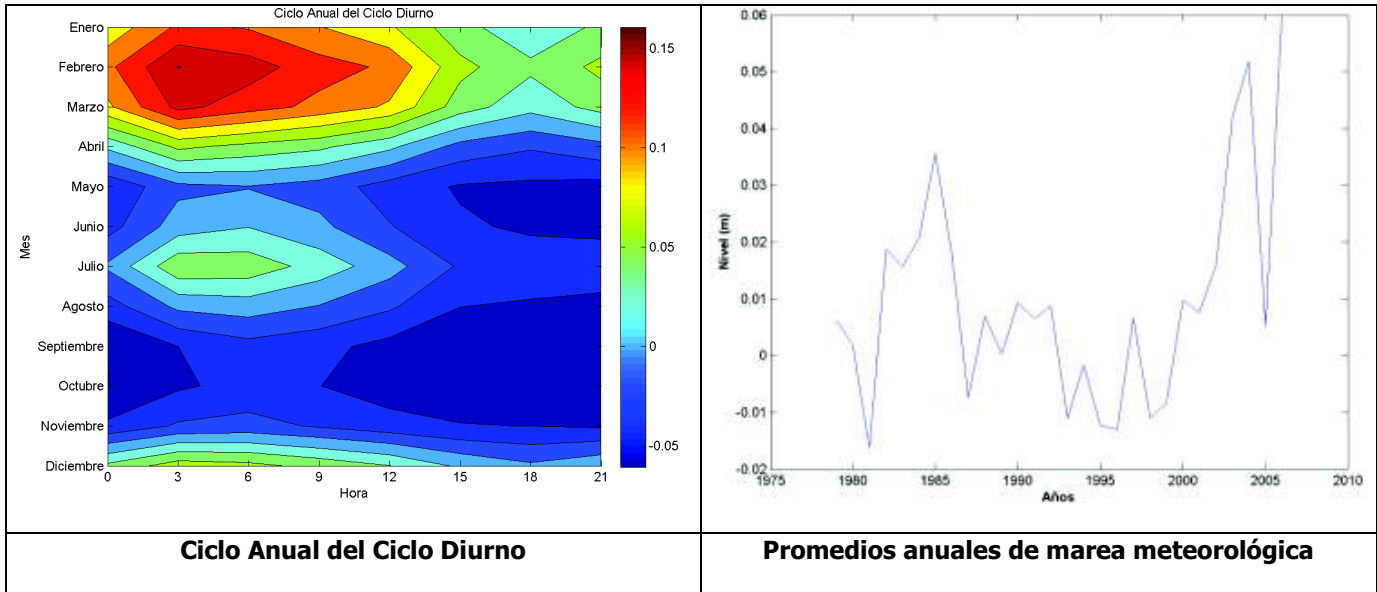 Ciclo Anual del Ciclo Diurno
Enero
Febrero
Marzo
Abril
Mayo
Junio
Julio
Agosto
Septiembre
Octubre
Noviembre
Diciembre
Mes
0 3 6 9 12 15 18 21
Hora
0.15
0.1
0.05
0
-0.05
0.06
0.05
0.04
0.03
0.02
0.01
0
-0.01
-0.02
Nivel (m)
1975 1980 1985 1990 1995 2000 2005 2010
Años
Ciclo Anual del Ciclo Diurno
Promedios anuales de marea meteorológica